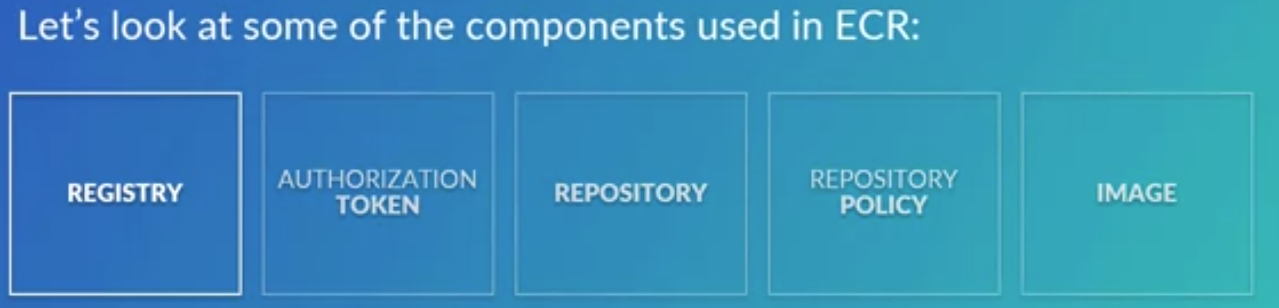 Let's look at some of the components used in ECR:
REGISTRY
AUTHORIZATION
TOKEN
REPOSITORY
REPOSITORY
POLICY
IMAGE